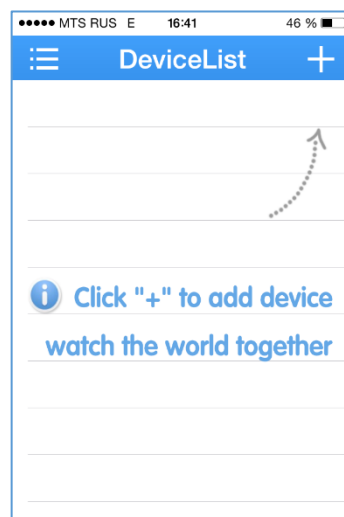 MTS RUS E 16:41 46 %
DeviceList
Click "+" to add device
watch the world together